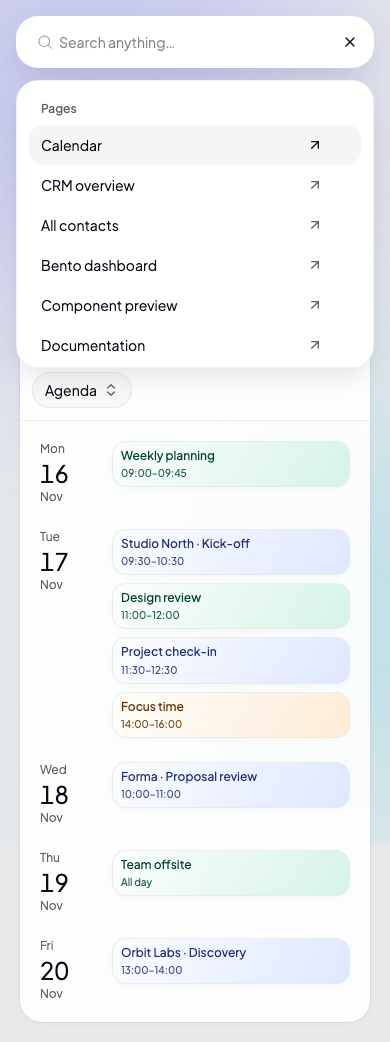 Search anything...
Pages
Calendar
CRM overview
All contacts
Bento dashboard
Component preview
Documentation
Agenda
Mon
16
Nov
Weekly planning
09:00–09:45
Tue
17
Nov
Studio North · Kick-off
09:30–10:30
Design review
11:00–12:00
Project check-in
11:30–12:30
Focus time
14:00–16:00
Wed
18
Nov
Forma · Proposal review
10:00–11:00
Thu
19
Nov
Team offsite
All day
Fri
20
Nov
Orbit Labs · Discovery
13:00–14:00